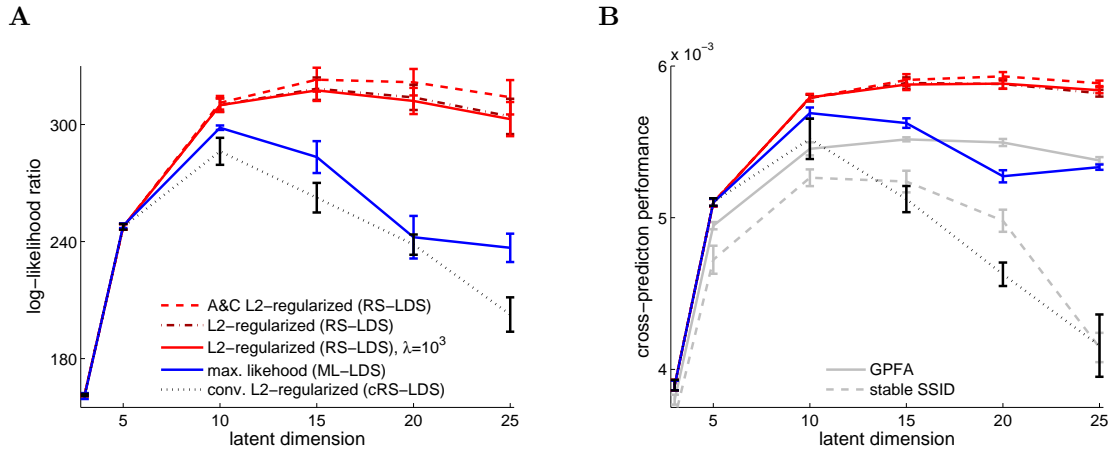 A
log−likelihood ratio
300
240
180
5 10 15 20 25
latent dimension
A&C L2−regularized (RS−LDS)
L2−regularized (RS−LDS)
L2−regularized (RS−LDS), λ=10³
max. likelihood (ML−LDS)
conv. L2−regularized (cRS−LDS)
B
x 10⁻³
cross−predicton performance
6
5
4
5 10 15 20 25
latent dimension
GPFA
stable SSID